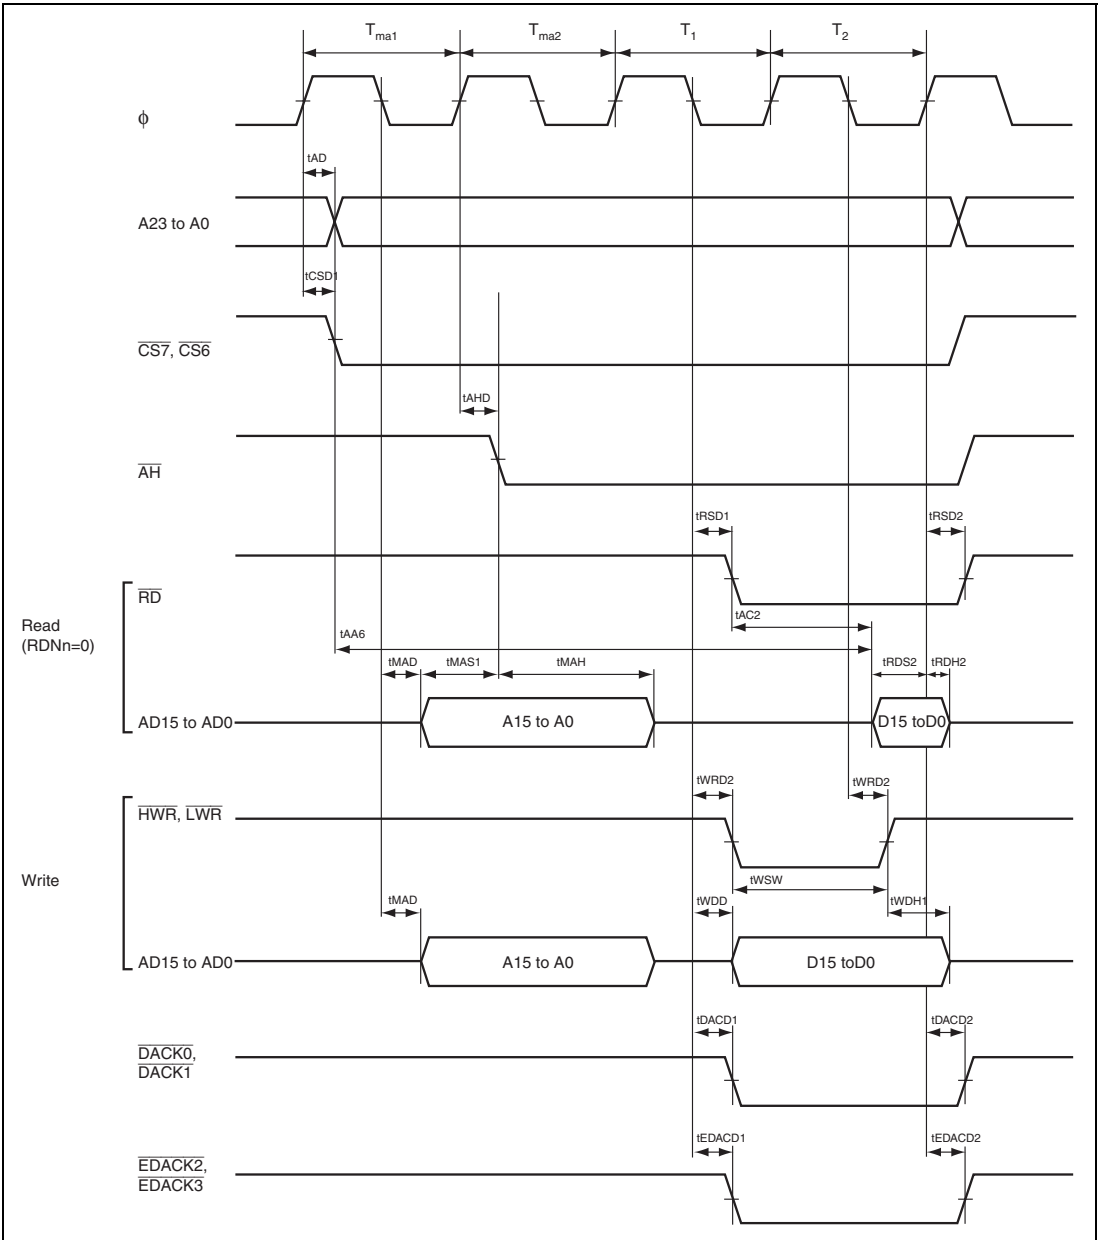 Tma1 Tma2 T1 T2
ϕ
tAD
A23 to A0
tCSD1
CS7, CS6
tAHD
AH
tRSD1 tRSD2
Read
(RDNn=0)
RD
tAC2
tAA6
tRDS2 tRDH2
tMAD tMAS1 tMAH
AD15 to AD0 A15 to A0 D15 toD0
tWRD2 tWRD2
HWR, LWR
Write
tWSW
tMAD tWDD tWDH1
AD15 to AD0 A15 to A0 D15 toD0
tDACD1 tDACD2
DACK0,
DACK1
tEDACD1 tEDACD2
EDACK2,
EDACK3